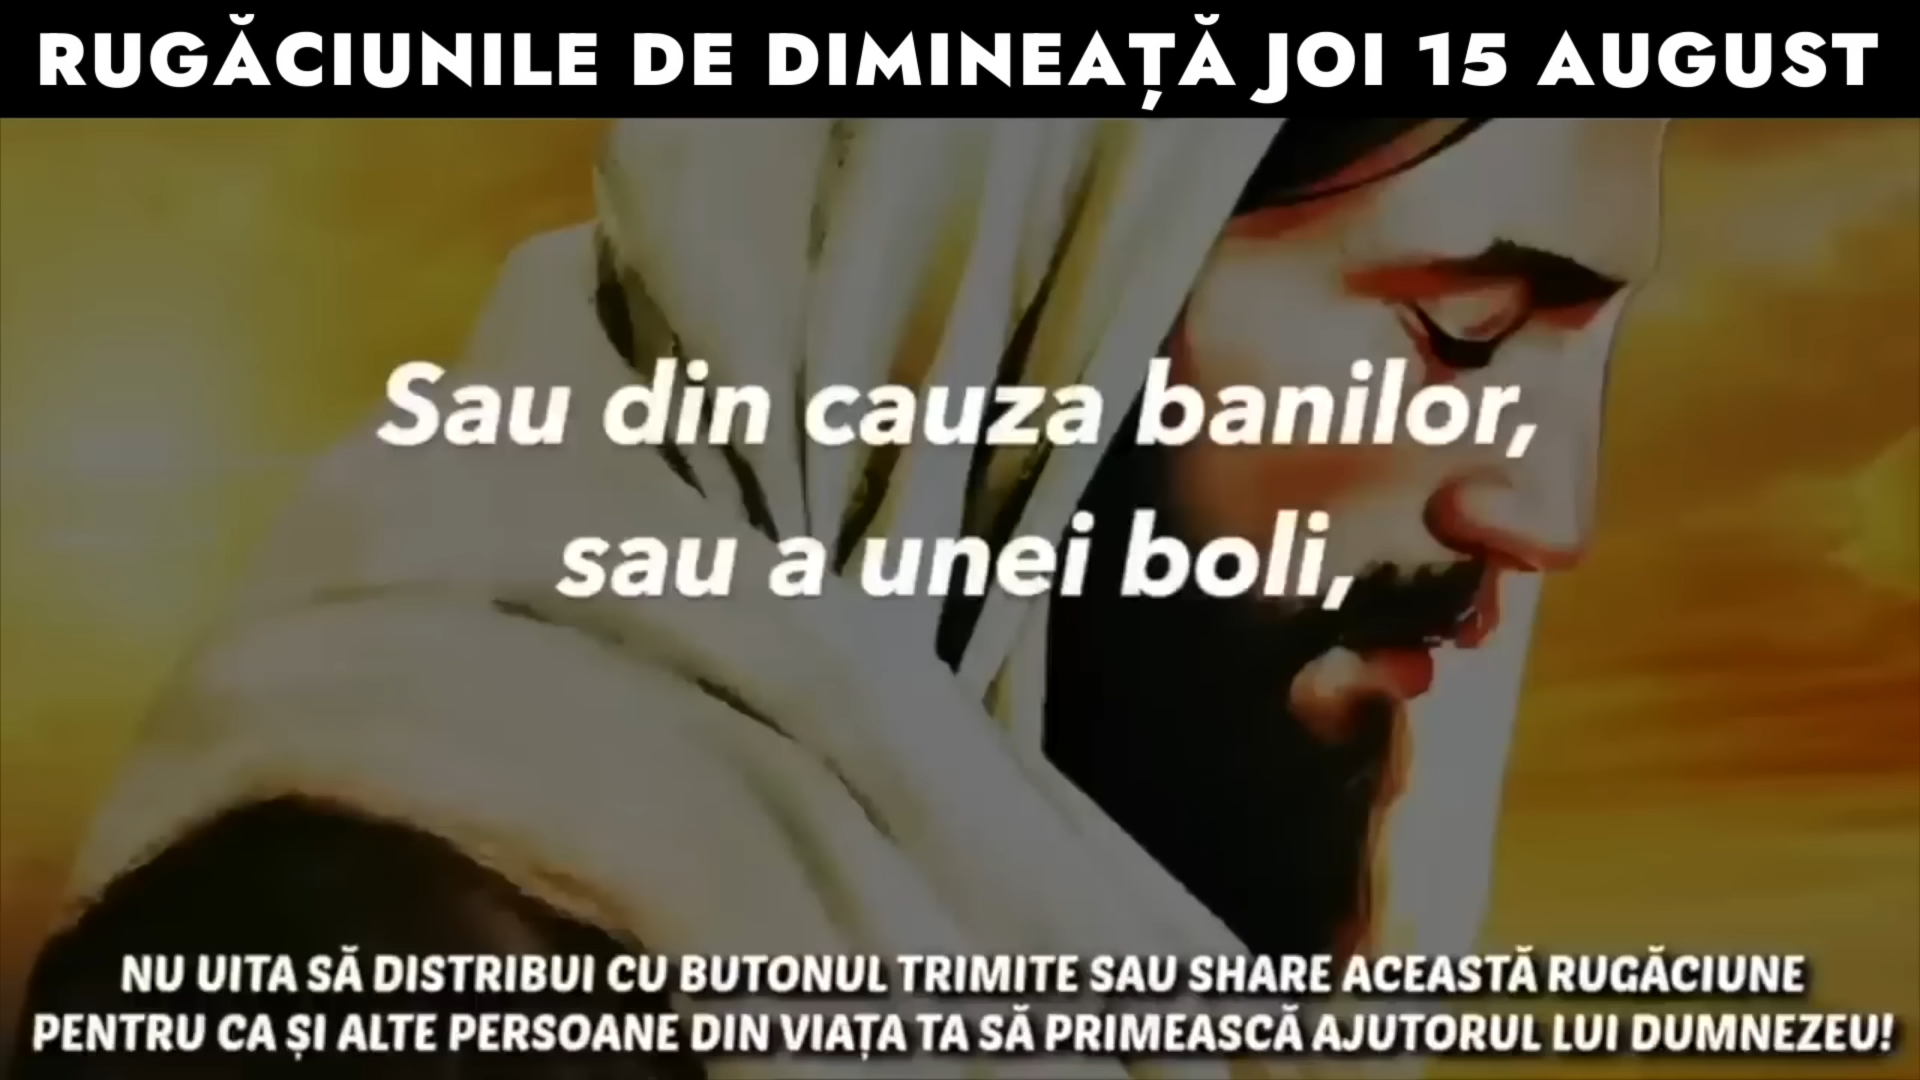 RUGĂCIUNILE DE DIMINEAȚĂ JOI 15 AUGUST
Sau din cauza banilor,
sau a unei boli,
NU UITA SĂ DISTRIBUI CU BUTONUL TRIMITE SAU SHARE ACEASTĂ RUGĂCIUNE
PENTRU CA ȘI ALTE PERSOANE DIN VIAȚA TA SĂ PRIMEASCĂ AJUTORUL LUI DUMNEZEU!